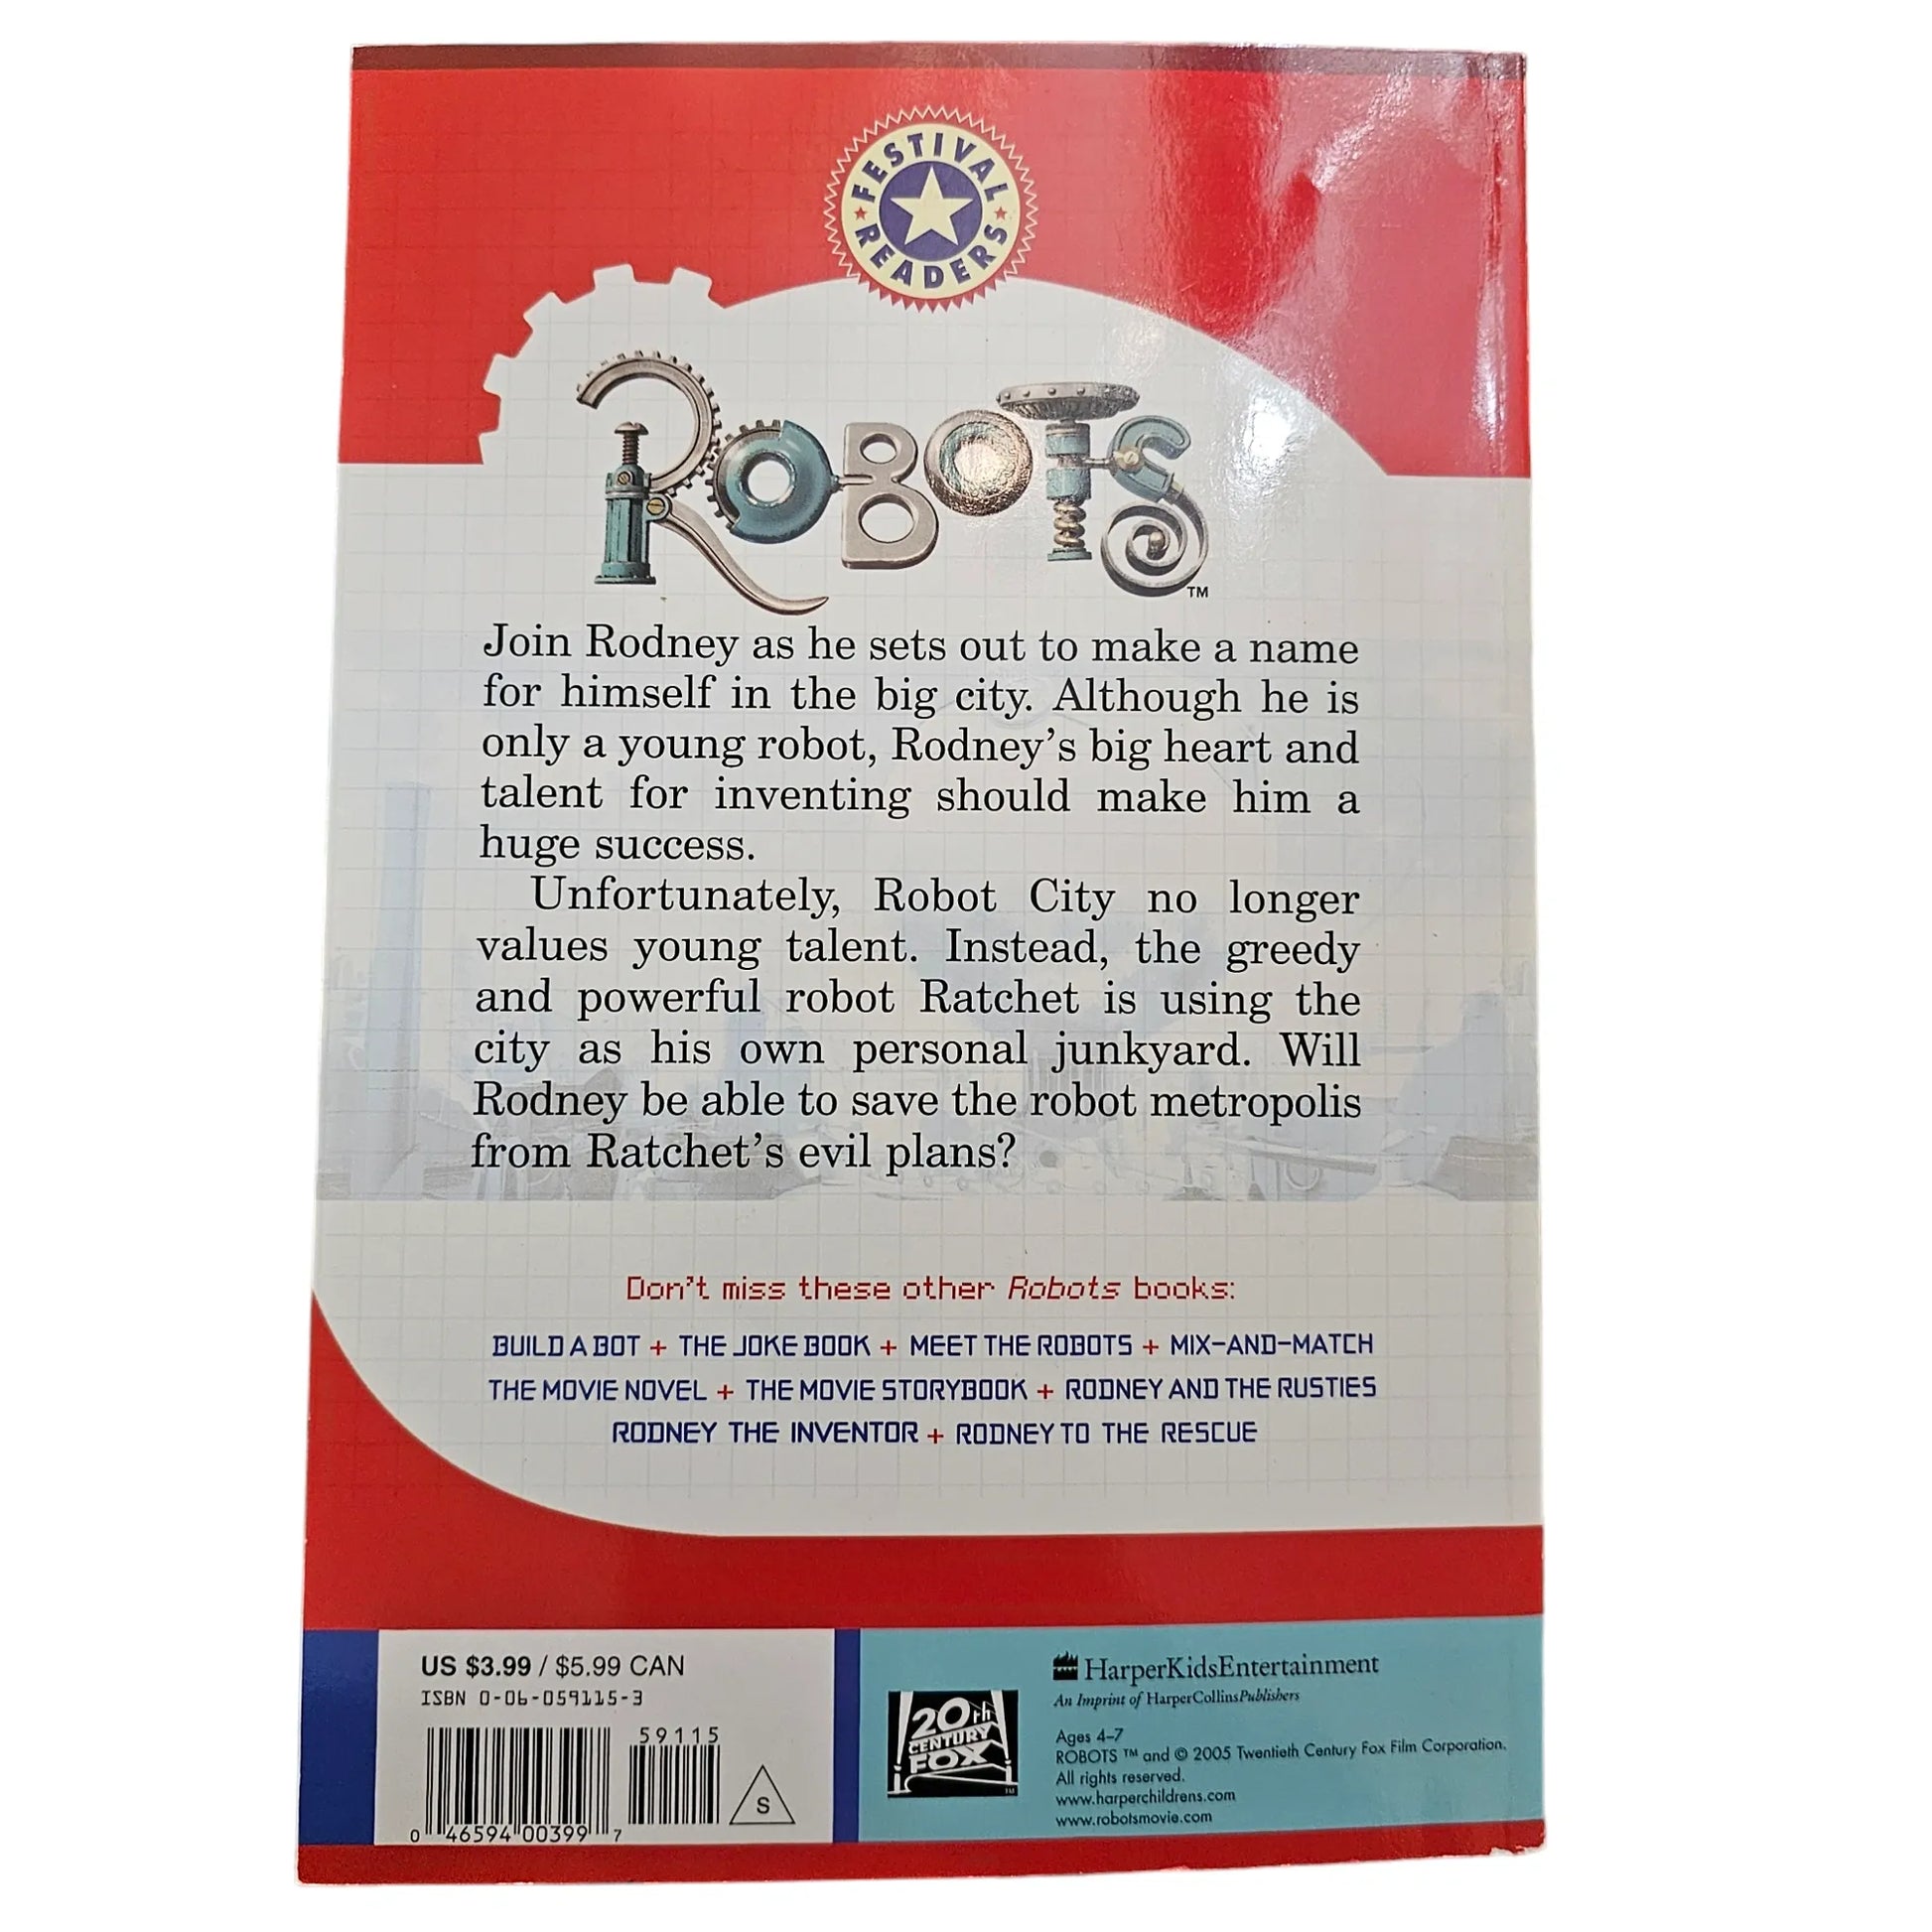 FESTIVAL READERS
ROBOTS™
Join Rodney as he sets out to make a name
for himself in the big city. Although he is
only a young robot, Rodney's big heart and
talent for inventing should make him a
huge success.
Unfortunately, Robot City no longer
values young talent. Instead, the greedy
and powerful robot Ratchet is using the
city as his own personal junkyard. Will
Rodney be able to save the robot metropolis
from Ratchet's evil plans?
Don't miss these other Robots books:
BUILD A BOT + THE JOKE BOOK + MEET THE ROBOTS + MIX-AND-MATCH
THE MOVIE NOVEL + THE MOVIE STORYBOOK + RODNEY AND THE RUSTIES
RODNEY THE INVENTOR + RODNEY TO THE RESCUE
US $3.99 / $5.99 CAN
ISBN 0-06-059115-3
59115
S
0 46594 00399 7
20th
CENTURY
FOX
TM
HarperKidsEntertainment
An Imprint of HarperCollinsPublishers
Ages 4–7
ROBOTS ™ and © 2005 Twentieth Century Fox Film Corporation.
All rights reserved.
www.harperchildrens.com
www.robotsmovie.com